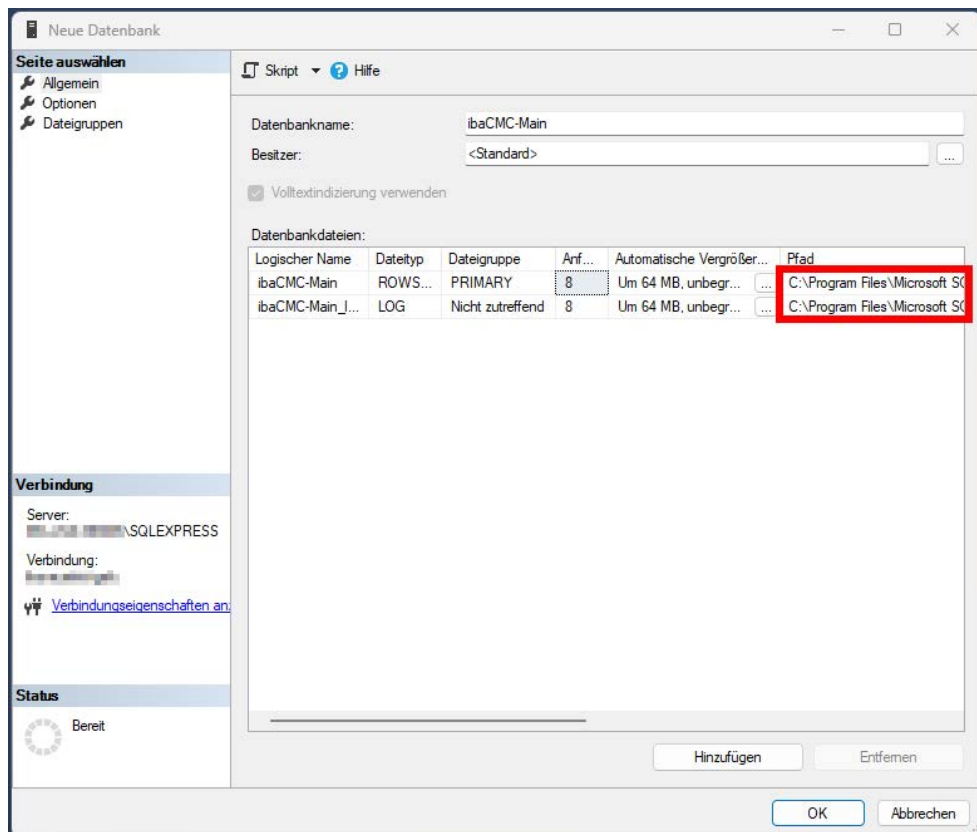 Neue Datenbank
Seite auswählen
Allgemein
Optionen
Dateigruppen
Skript Hilfe
Datenbankname: ibaCMC-Main
Besitzer: <Standard> ...
Volltextindizierung verwenden
Datenbankdateien:
Logischer Name Dateityp Dateigruppe Anf... Automatische Vergrößer... Pfad
ibaCMC-Main ROWS... PRIMARY 8 Um 64 MB, unbegr... ... C:\Program Files\Microsoft SQ
ibaCMC-Main_l... LOG Nicht zutreffend 8 Um 64 MB, unbegr... ... C:\Program Files\Microsoft SQ
Verbindung
Server:
\SQLEXPRESS
Verbindung:
Verbindungseigenschaften an
Status
Bereit
Hinzufügen Entfernen
OK Abbrechen